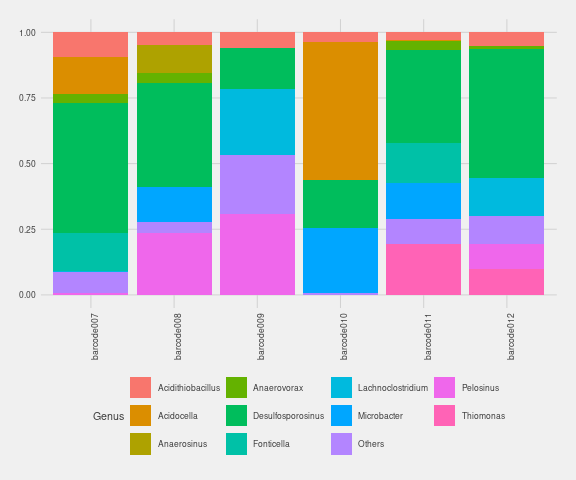 1.00
0.75
0.50
0.25
0.00
barcode007
barcode008
barcode009
barcode010
barcode011
barcode012
Genus
Acidithiobacillus
Acidocella
Anaerosinus
Anaerovorax
Desulfosporosinus
Fonticella
Lachnoclostridium
Microbacter
Others
Pelosinus
Thiomonas